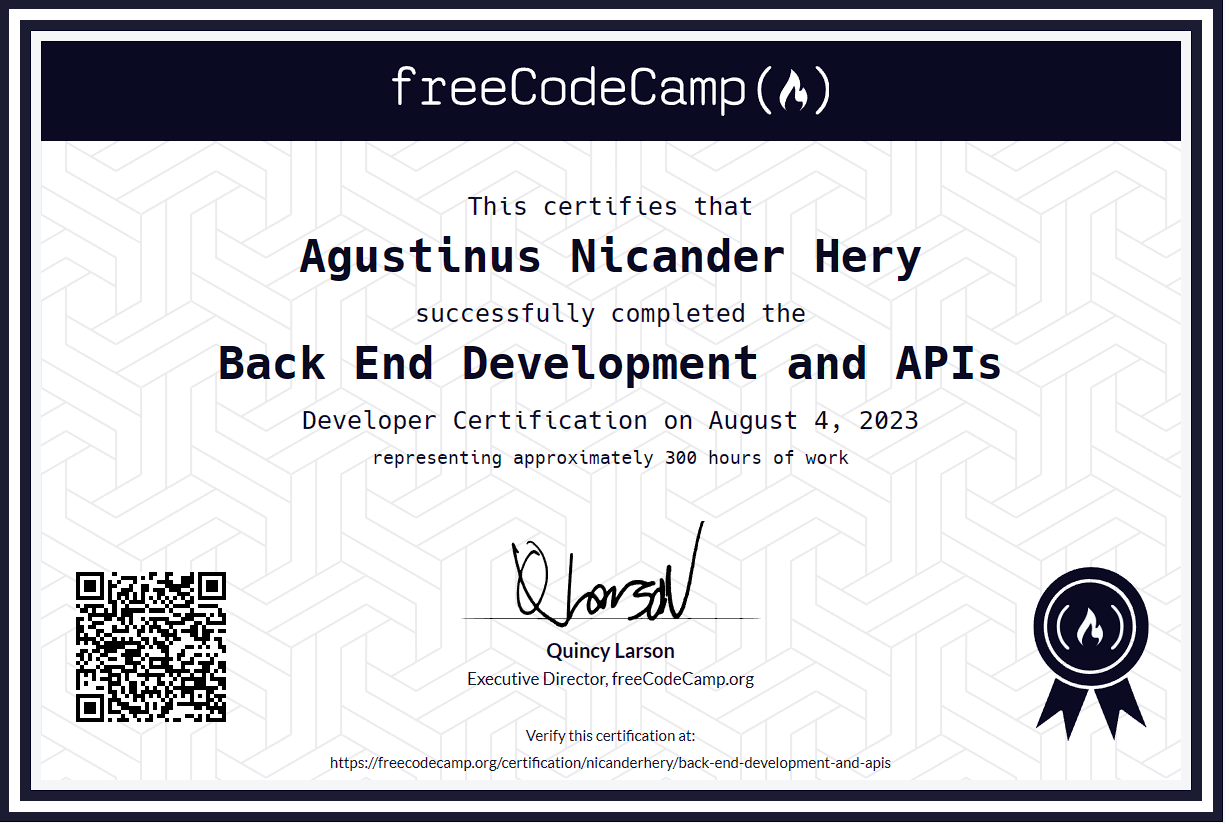 freeCodeCamp
This certifies that
Agustinus Nicander Hery
successfully completed the
Back End Development and APIs
Developer Certification on August 4, 2023
representing approximately 300 hours of work
Q Larson
Quincy Larson
Executive Director, freeCodeCamp.org
Verify this certification at:
https://freecodecamp.org/certification/nicanderhery/back-end-development-and-apis